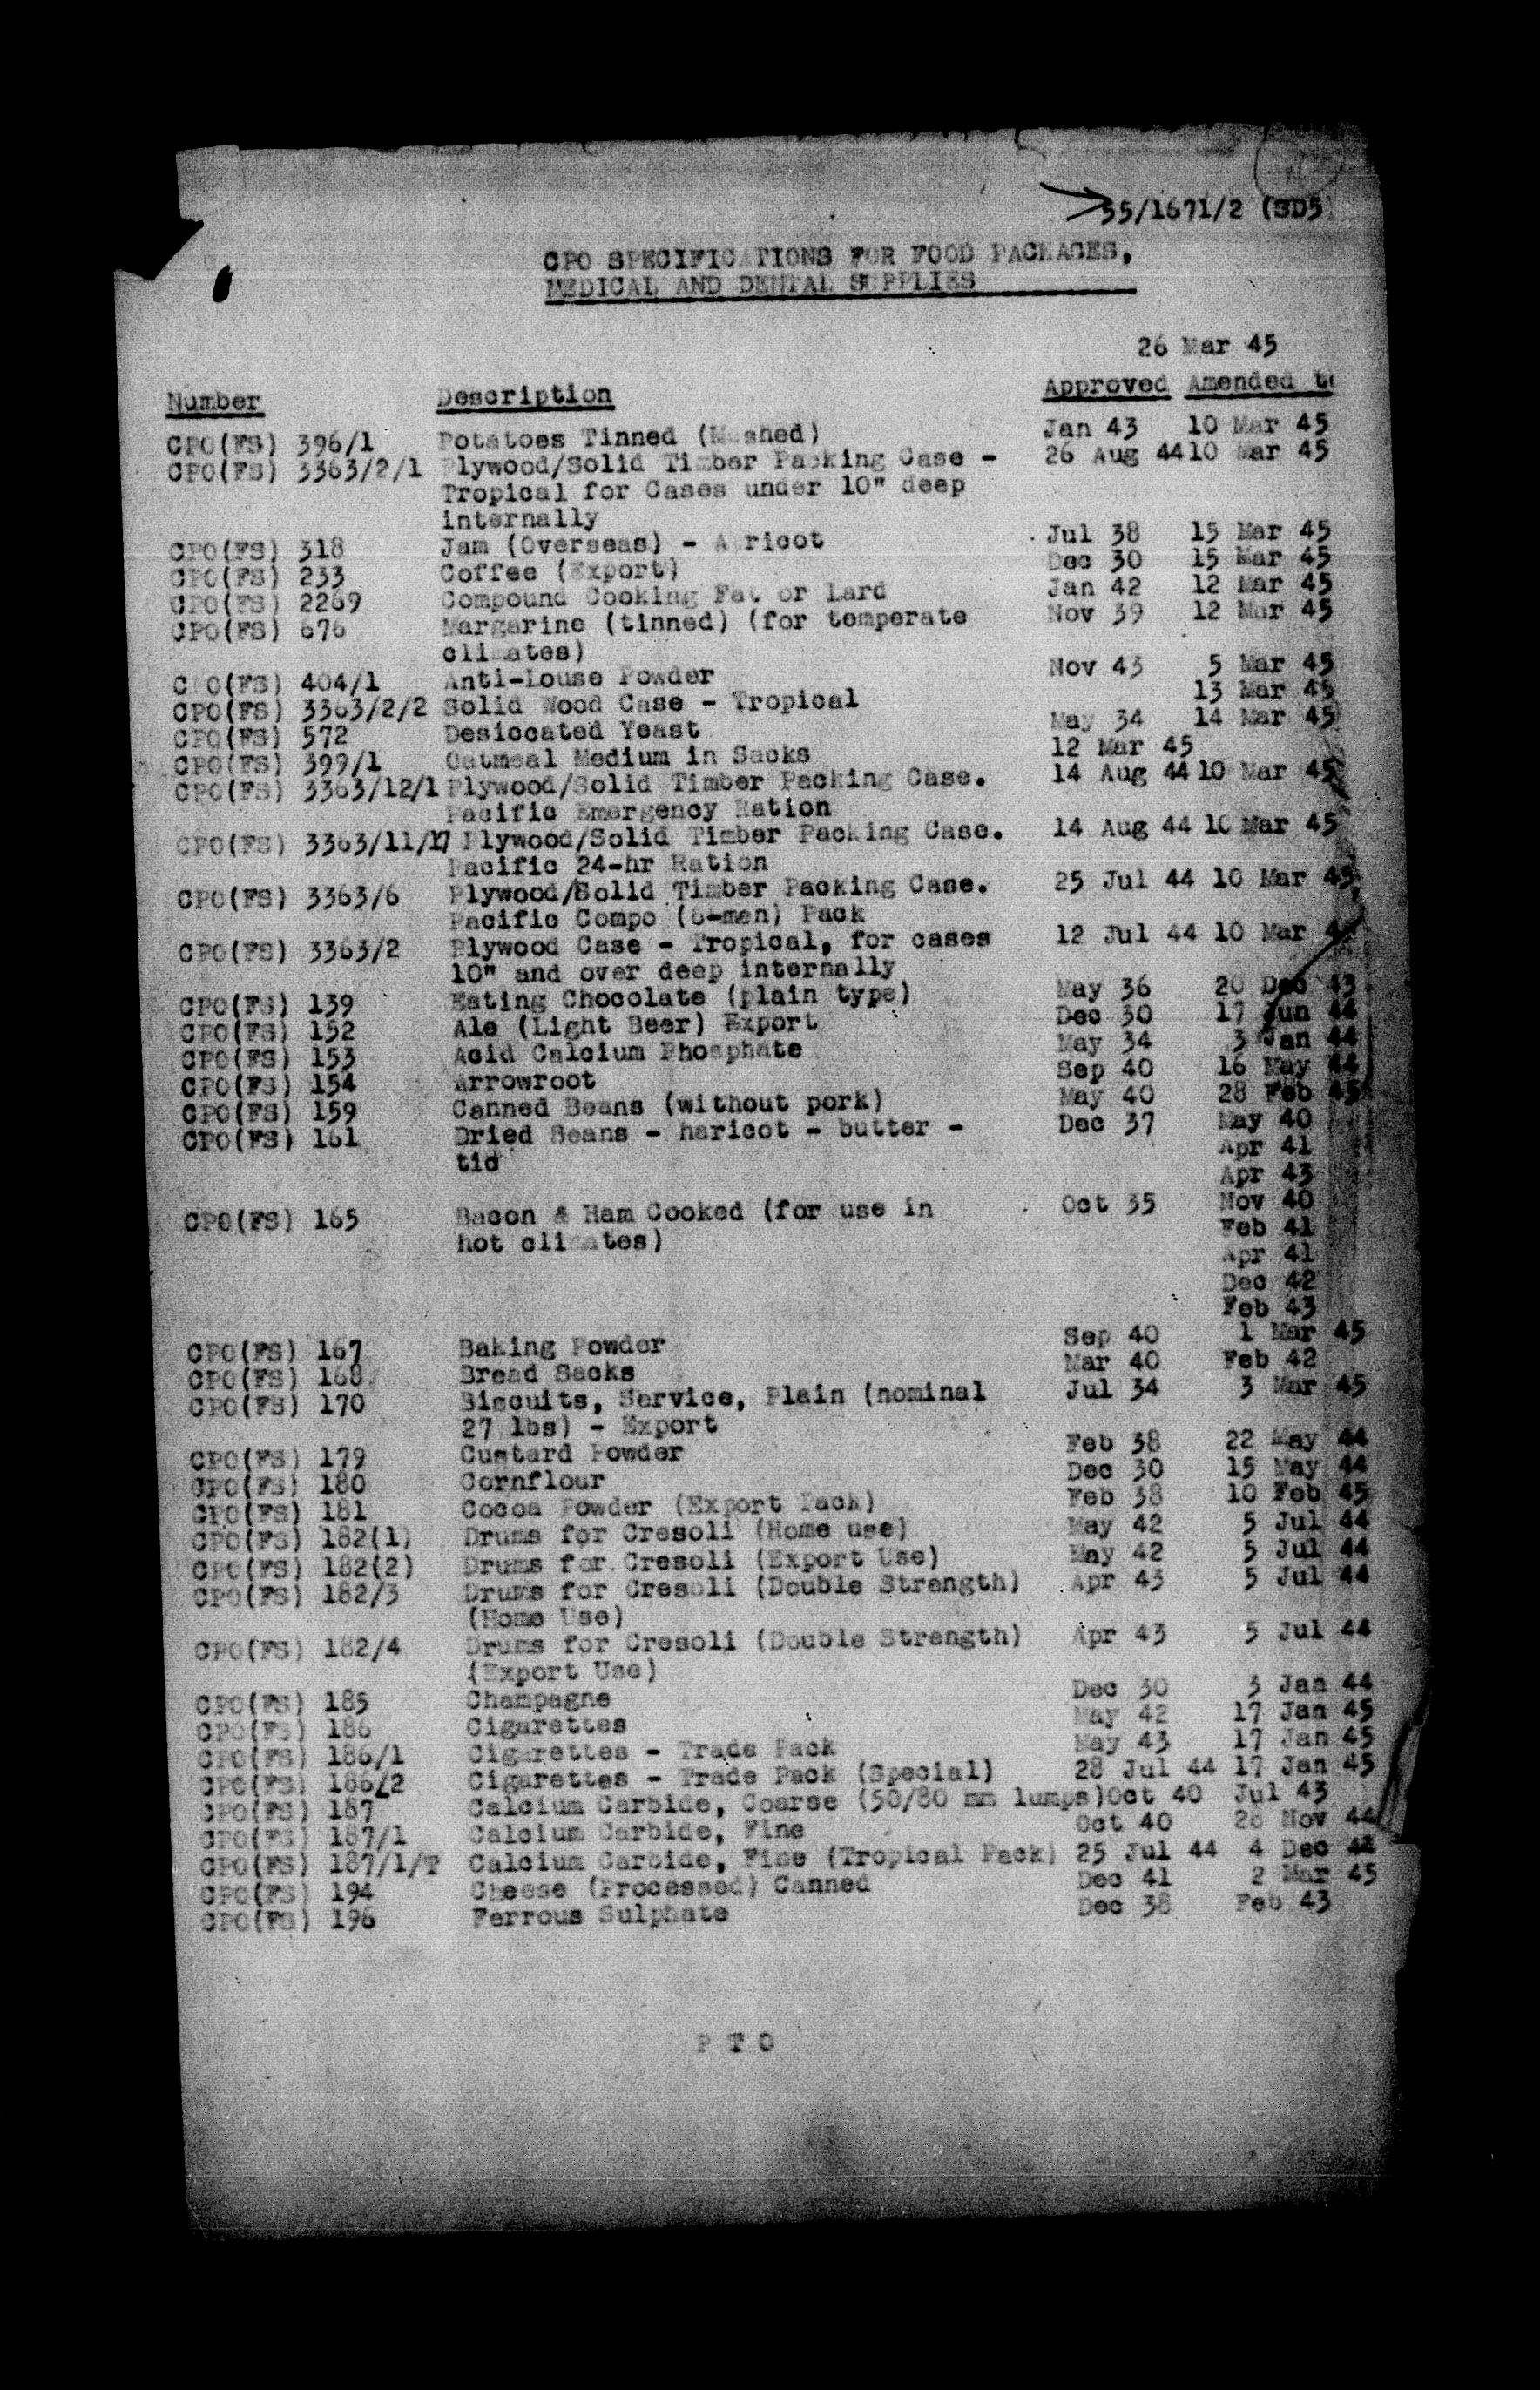 55/1671/2 (SD5)
CPO SPECIFICATIONS FOR FOOD PACKAGES,
MEDICAL AND DENTAL SUPPLIES
26 Mar 45
Number Description Approved Amended to
CPO(FS) 396/1 Potatoes Tinned (Mashed) Jan 43 10 Mar 45
CPO(FS) 3363/2/1 Plywood/Solid Timber Packing Case - 26 Aug 44 10 Mar 45
Tropical for Cases under 10" deep
internally
CPO(FS) 318 Jam (Overseas) - Apricot Jul 38 15 Mar 45
CPO(FS) 233 Coffee (Export) Dec 30 15 Mar 45
CPO(FS) 2269 Compound Cooking Fat or Lard Jan 42 12 Mar 45
CPO(FS) 676 Margarine (tinned) (for temperate Nov 39 12 Mar 45
climates)
CPO(FS) 404/1 Anti-Louse Powder Nov 43 5 Mar 45
CPO(FS) 3363/2/2 Solid Wood Case - Tropical 13 Mar 45
CPO(FS) 572 Desiccated Yeast May 34 14 Mar 45
CPO(FS) 399/1 Oatmeal Medium in Sacks 12 Mar 45
CPO(FS) 3363/12/1 Plywood/Solid Timber Packing Case. 14 Aug 44 10 Mar 45
Pacific Emergency Ration
CPO(FS) 3363/11/ Plywood/Solid Timber Packing Case. 14 Aug 44 10 Mar 45
Pacific 24-hr Ration
CPO(FS) 3363/6 Plywood/Solid Timber Packing Case. 25 Jul 44 10 Mar 45
Pacific Compo (6-men) Pack
CPO(FS) 3363/2 Plywood Case - Tropical, for cases 12 Jul 44 10 Mar
10" and over deep internally
CPO(FS) 139 Eating Chocolate (plain type) May 36 20 Dec 43
CPO(FS) 152 Ale (Light Beer) Export Dec 30 17 Jun 44
CPO(FS) 153 Acid Calcium Phosphate May 34 3 Jan 44
CPO(FS) 154 Arrowroot Sep 40 16 May 44
CPO(FS) 159 Canned Beans (without pork) May 40 28 Feb 45
CPO(FS) 161 Dried Beans - haricot - butter - Dec 37 May 40
tic Apr 41
Apr 43
CPO(FS) 165 Bacon & Ham Cooked (for use in Oct 35 Nov 40
hot climates) Feb 41
Apr 41
Dec 42
Feb 43
CPO(FS) 167 Baking Powder Sep 40 1 Mar 45
CPO(FS) 168 Bread Sacks Mar 40 Feb 42
CPO(FS) 170 Biscuits, Service, Plain (nominal Jul 34 3 Mar 45
27 lbs) - Export
CPO(FS) 179 Custard Powder Feb 38 22 May 44
CPO(FS) 180 Cornflour Dec 30 15 May 44
CPO(FS) 181 Cocoa Powder (Export Pack) Feb 38 10 Feb 45
CPO(FS) 182(1) Drums for Cresoli (Home use) May 42 5 Jul 44
CPO(FS) 182(2) Drums for Cresoli (Export Use) May 42 5 Jul 44
CPO(FS) 182/3 Drums for Cresoli (Double Strength) Apr 43 5 Jul 44
(Home Use)
CPO(FS) 182/4 Drums for Cresoli (Double Strength) Apr 43 5 Jul 44
(Export Use)
CPO(FS) 185 Champagne Dec 30 3 Jan 44
CPO(FS) 186 Cigarettes May 42 17 Jan 45
CPO(FS) 186/1 Cigarettes - Trade Pack May 43 17 Jan 45
CPO(FS) 186/2 Cigarettes - Trade Pack (Special) 28 Jul 44 17 Jan 45
CPO(FS) 187 Calcium Carbide, Coarse (50/80 mm lumps) Oct 40 Jul 43
CPO(FS) 187/1 Calcium Carbide, Fine Oct 40 28 Nov 44
CPO(FS) 187/1/T Calcium Carbide, Fine (Tropical Pack) 25 Jul 44 4 Dec 44
CPO(FS) 194 Cheese (Processed) Canned Dec 41 2 Mar 45
CPO(FS) 196 Ferrous Sulphate Dec 38 Feb 43
P T O